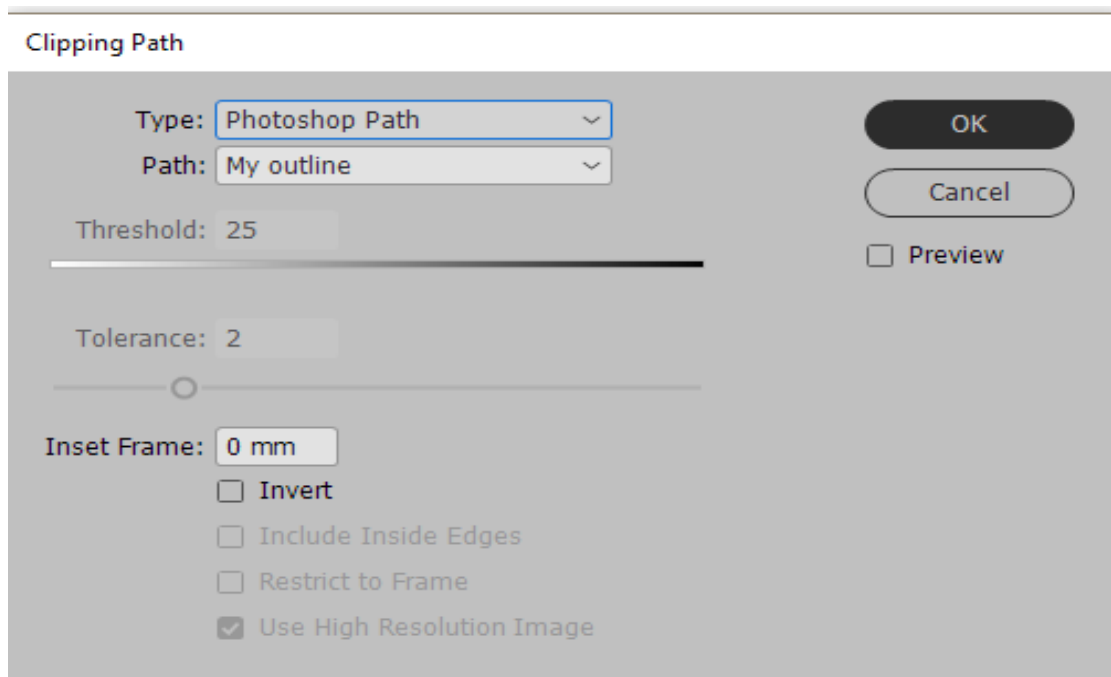 Clipping Path
Type: Photoshop Path
OK
Path: My outline
Cancel
Threshold: 25
Preview
Tolerance: 2
Inset Frame: 0 mm
Invert
Include Inside Edges
Restrict to Frame
Use High Resolution Image